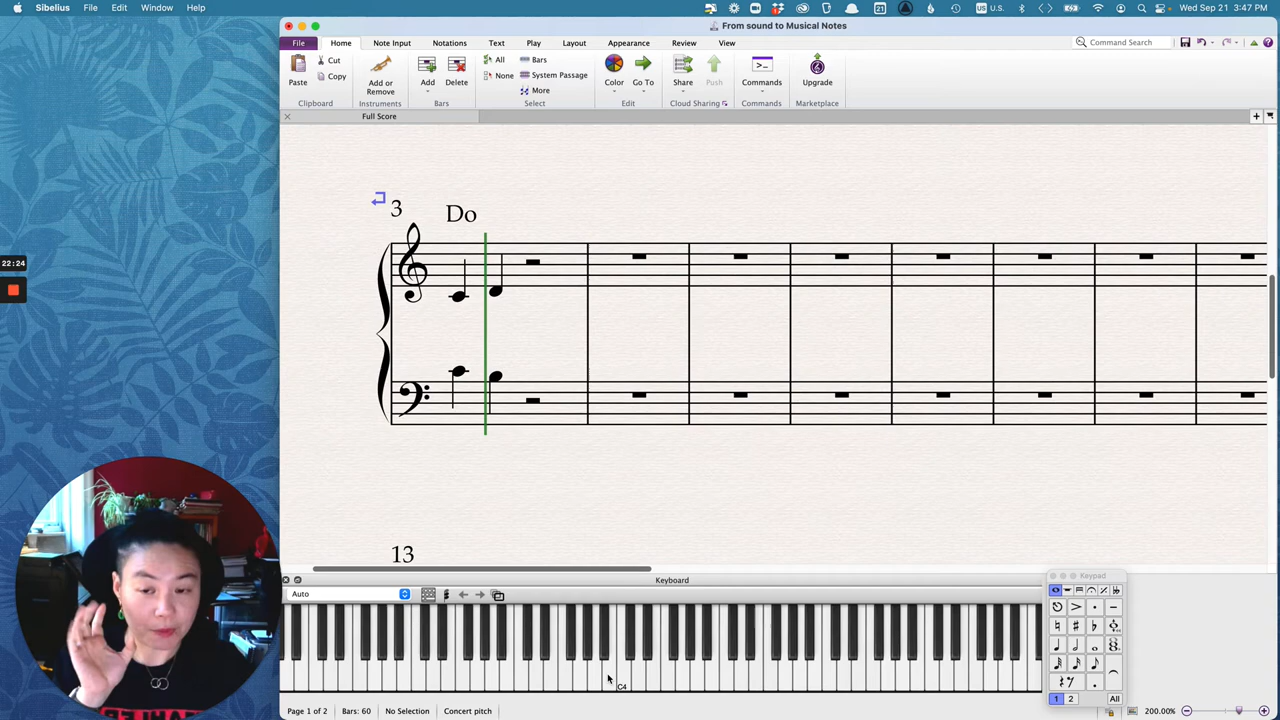 Sibelius File Edit Window Help
U.S.
Wed Sep 21 3:47 PM
From sound to Musical Notes
File Home Note Input Notations Text Play Layout Appearance Review View
Command Search
Paste
Cut
Copy
Clipboard
Add or
Remove
Instruments
Add
Delete
Bars
All
None
Bars
System Passage
More
Select
Color
Go To
Edit
Share
Push
Cloud Sharing
Commands
Commands
Upgrade
Marketplace
Full Score
3
Do
22:24
13
Keyboard
Auto
C4
Keypad
1 2 All
Page 1 of 2 Bars: 60 No Selection Concert pitch
200.00%